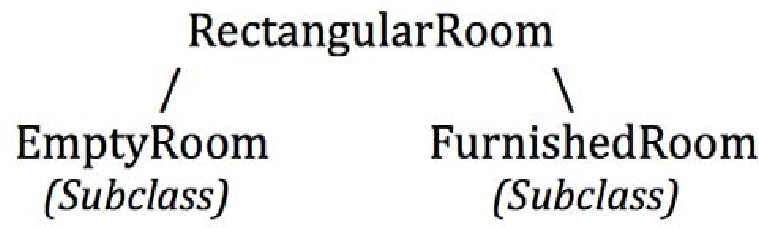 RectangularRoom
/ \
EmptyRoom FurnishedRoom
(Subclass) (Subclass)